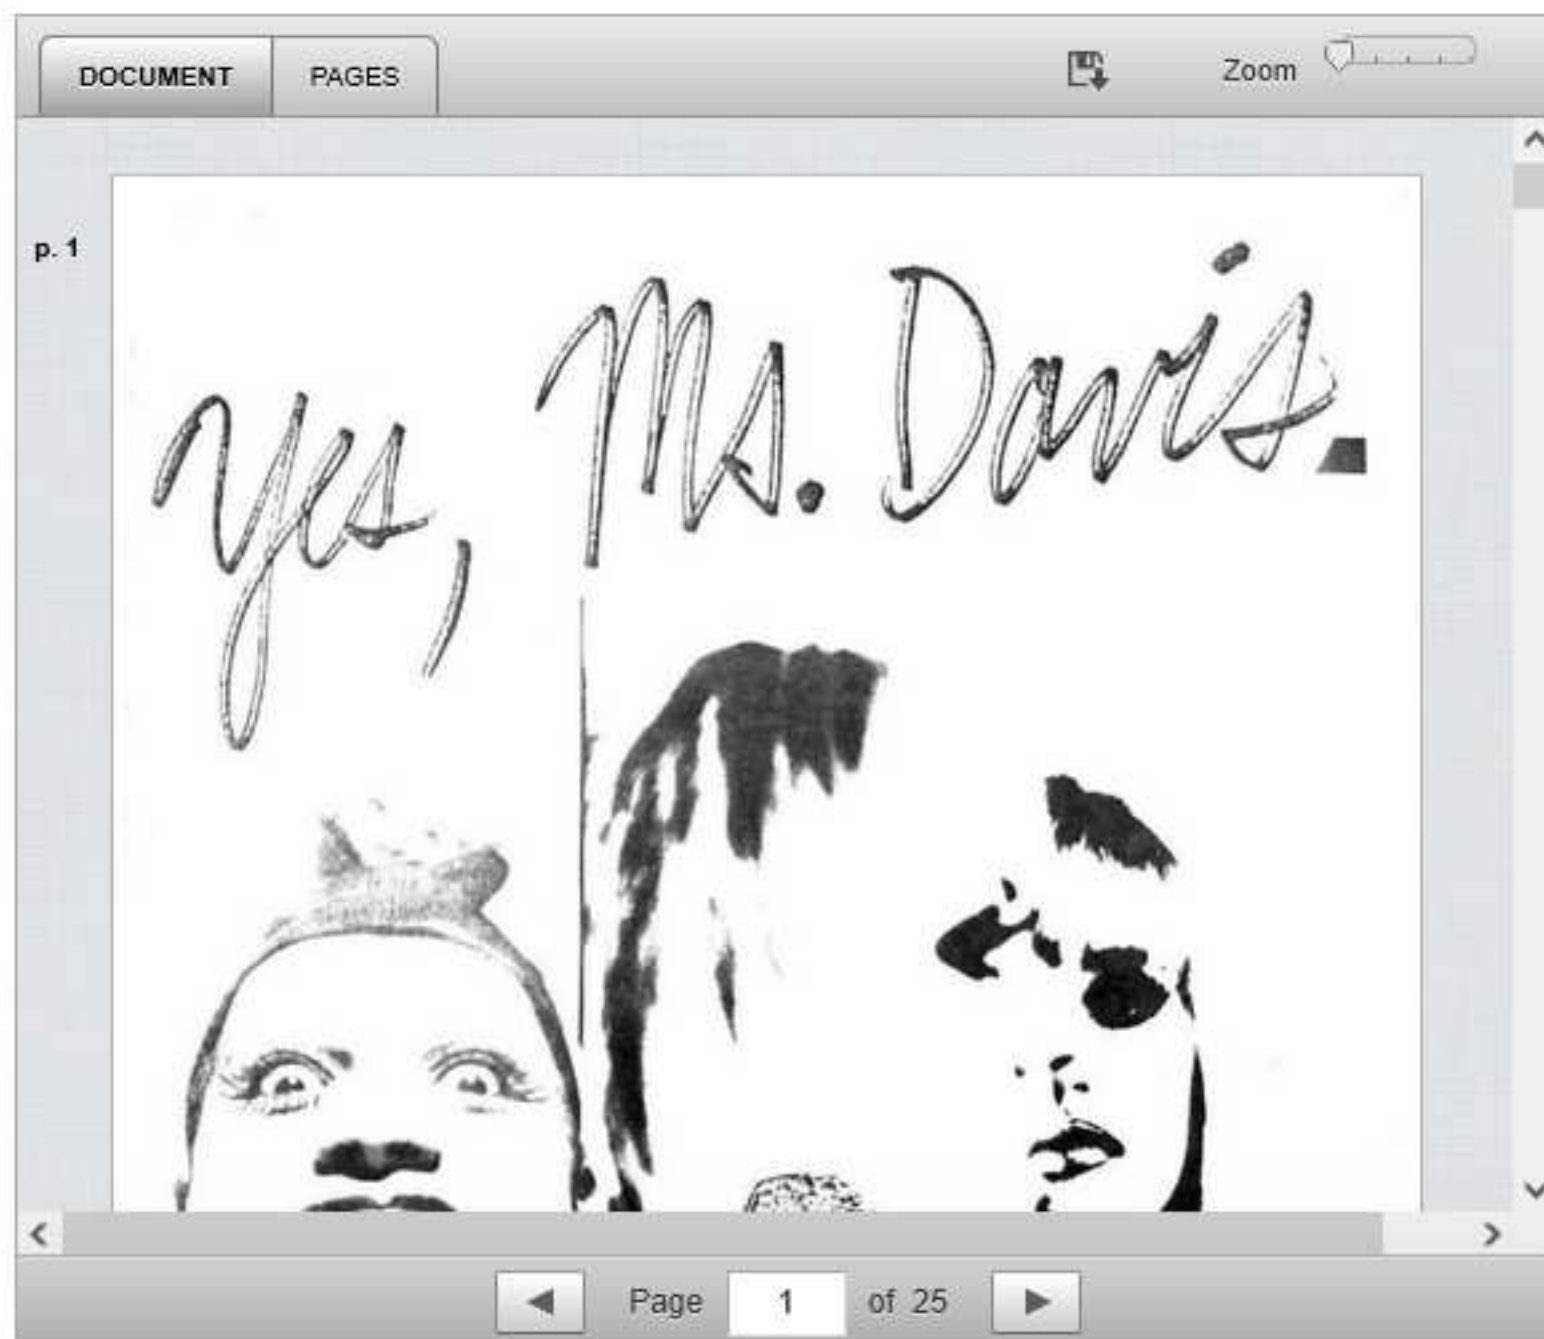 DOCUMENT PAGES Zoom
p. 1
Yes, Ms. Davis.
Page 1 of 25